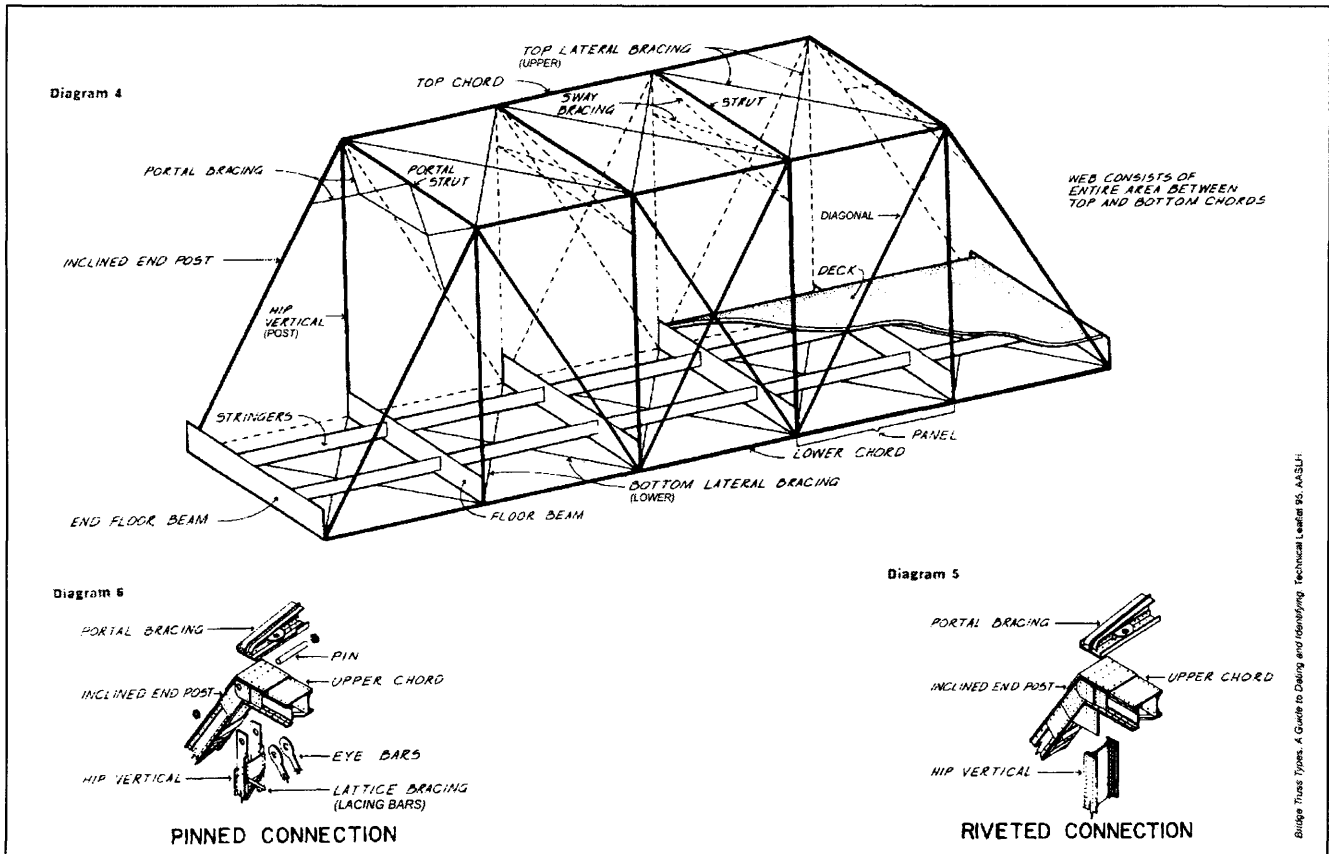 Diagram 4
TOP LATERAL BRACING
(UPPER)
TOP CHORD
SWAY
BRACING
STRUT
PORTAL BRACING
PORTAL
STRUT
WEB CONSISTS OF
ENTIRE AREA BETWEEN
TOP AND BOTTOM CHORDS
DIAGONAL
INCLINED END POST
DECK
HIP
VERTICAL
(POST)
STRINGERS
PANEL
LOWER CHORD
BOTTOM LATERAL BRACING
(LOWER)
END FLOOR BEAM
FLOOR BEAM
Diagram 6
PORTAL BRACING
PIN
UPPER CHORD
INCLINED END POST
EYE BARS
HIP VERTICAL
LATTICE BRACING
(LACING BARS)
PINNED CONNECTION
Diagram 5
PORTAL BRACING
UPPER CHORD
INCLINED END POST
HIP VERTICAL
RIVETED CONNECTION
Bridge Truss Types: A Guide to Dating and Identifying. Technical Leaflet 95, AASLH